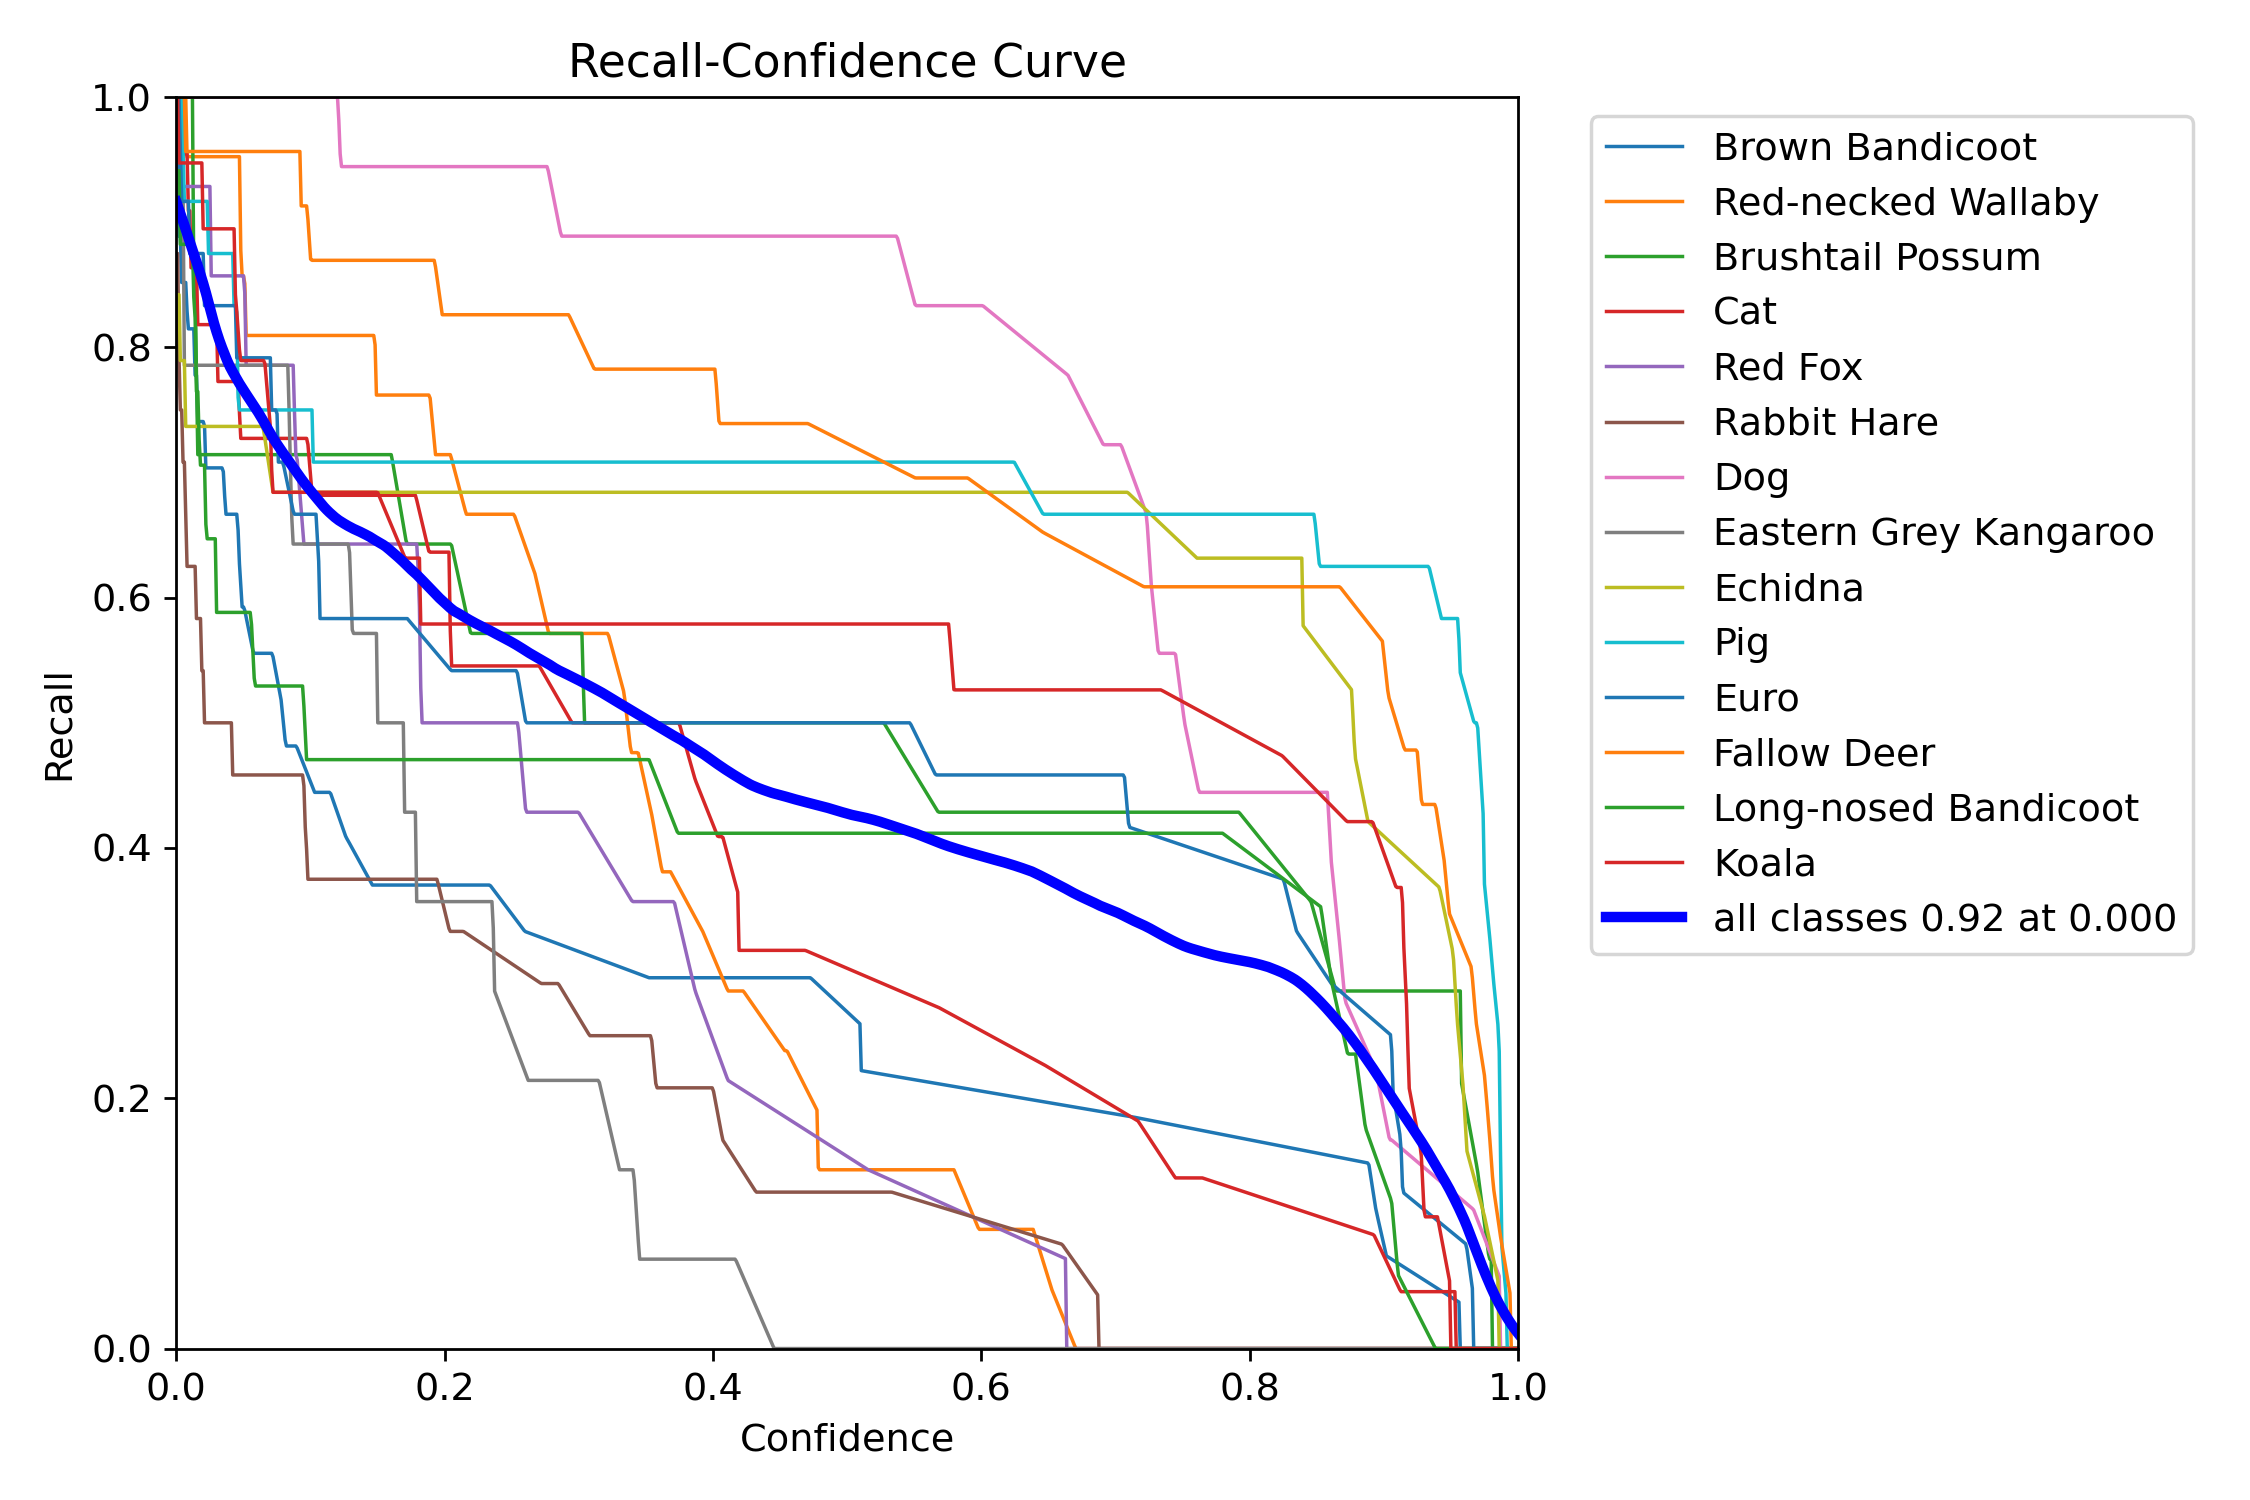 Recall-Confidence Curve
1.0
0.8
0.6
0.4
0.2
0.0
Recall
0.0 0.2 0.4 0.6 0.8 1.0
Confidence
Brown Bandicoot
Red-necked Wallaby
Brushtail Possum
Cat
Red Fox
Rabbit Hare
Dog
Eastern Grey Kangaroo
Echidna
Pig
Euro
Fallow Deer
Long-nosed Bandicoot
Koala
all classes 0.92 at 0.000